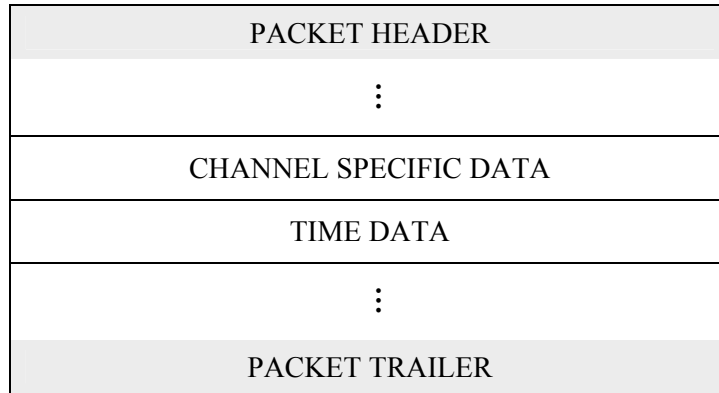 PACKET HEADER
⋮
CHANNEL SPECIFIC DATA
TIME DATA
⋮
PACKET TRAILER